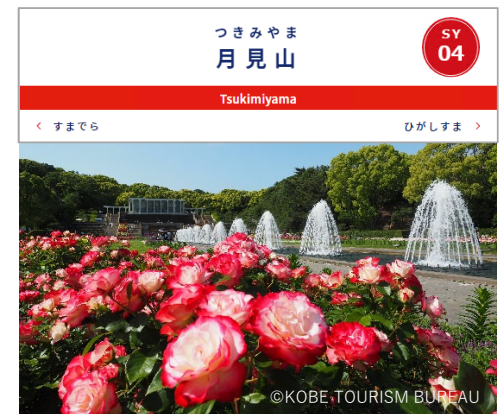 つきみやま
月見山
SY
04
Tsukimiyama
‹ すまでら
ひがしすま ›
©KOBE TOURISM BUREAU